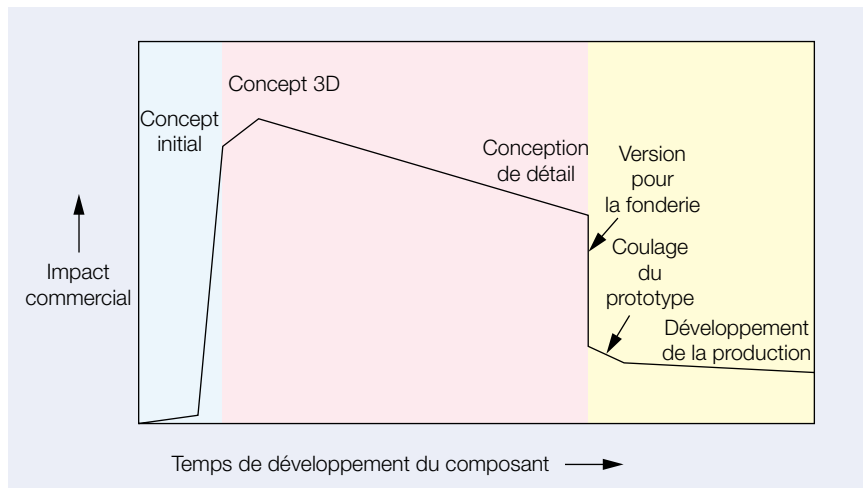 Concept 3D
Concept
initial
Conception
de détail
Version
pour
la fonderie
Coulage
du
prototype
Développement
de la production
Impact
commercial
Temps de développement du composant